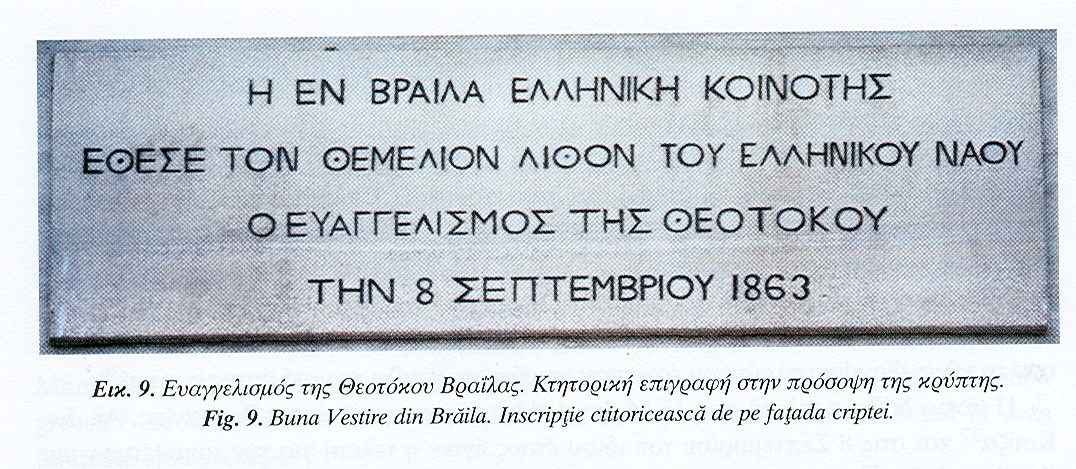 Η ΕΝ ΒΡΑΙΛΑ ΕΛΛΗΝΙΚΗ ΚΟΙΝΟΤΗΣ
ΕΘΕΣΕ ΤΟΝ ΘΕΜΕΛΙΟΝ ΛΙΘΟΝ ΤΟΥ ΕΛΛΗΝΙΚΟΥ ΝΑΟΥ
Ο ΕΥΑΓΓΕΛΙΣΜΟΣ ΤΗΣ ΘΕΟΤΟΚΟΥ
ΤΗΝ 8 ΣΕΠΤΕΜΒΡΙΟΥ 1863
Εικ. 9. Ευαγγελισμός της Θεοτόκου Βραΐλας. Κτητορική επιγραφή στην πρόσοψη της κρύπτης.
Fig. 9. Buna Vestire din Brăila. Inscripţie ctitoricească de pe faţada criptei.